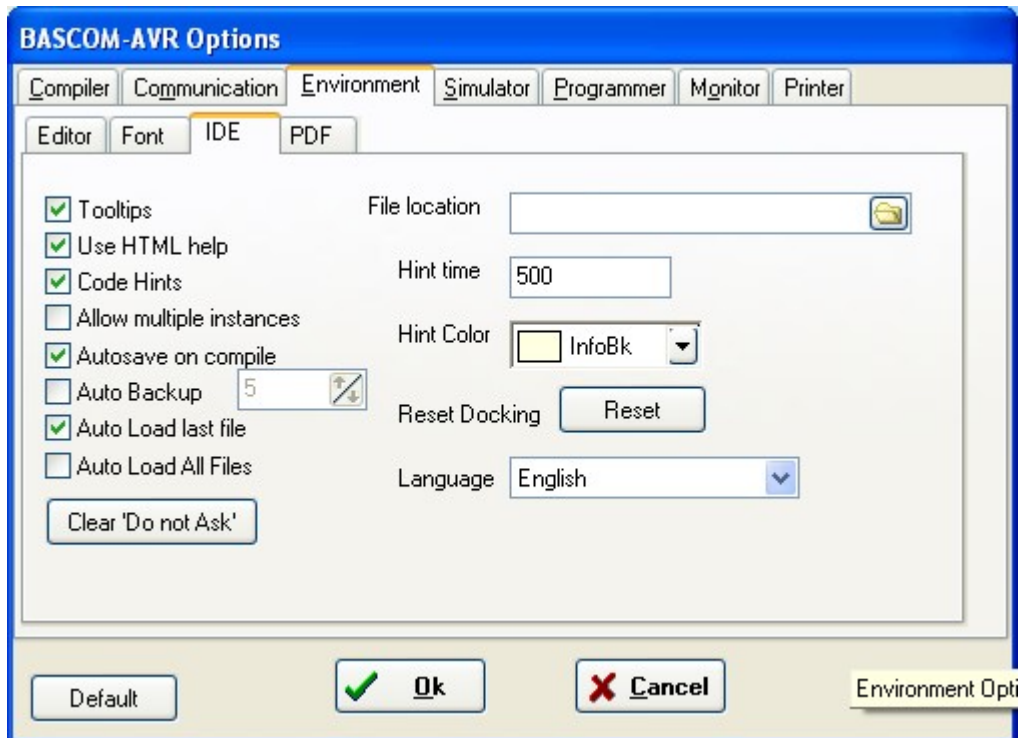 BASCOM-AVR Options
Compiler Communication Environment Simulator Programmer Monitor Printer
Editor Font IDE PDF
Tooltips
Use HTML help
Code Hints
Allow multiple instances
Autosave on compile
Auto Backup 5
Auto Load last file
Auto Load All Files
Clear 'Do not Ask'
File location
Hint time 500
Hint Color InfoBk
Reset Docking Reset
Language English
Default Ok Cancel Environment Opti